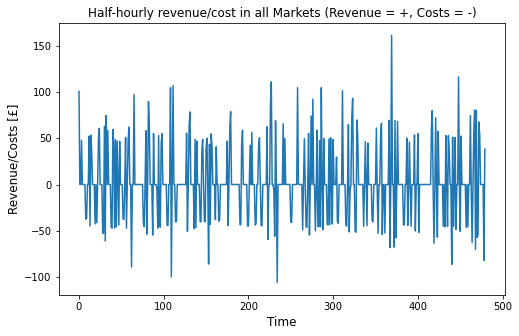 Half-hourly revenue/cost in all Markets (Revenue = +, Costs = -)
Revenue/Costs [£]
150
100
50
0
−50
−100
0 100 200 300 400 500
Time